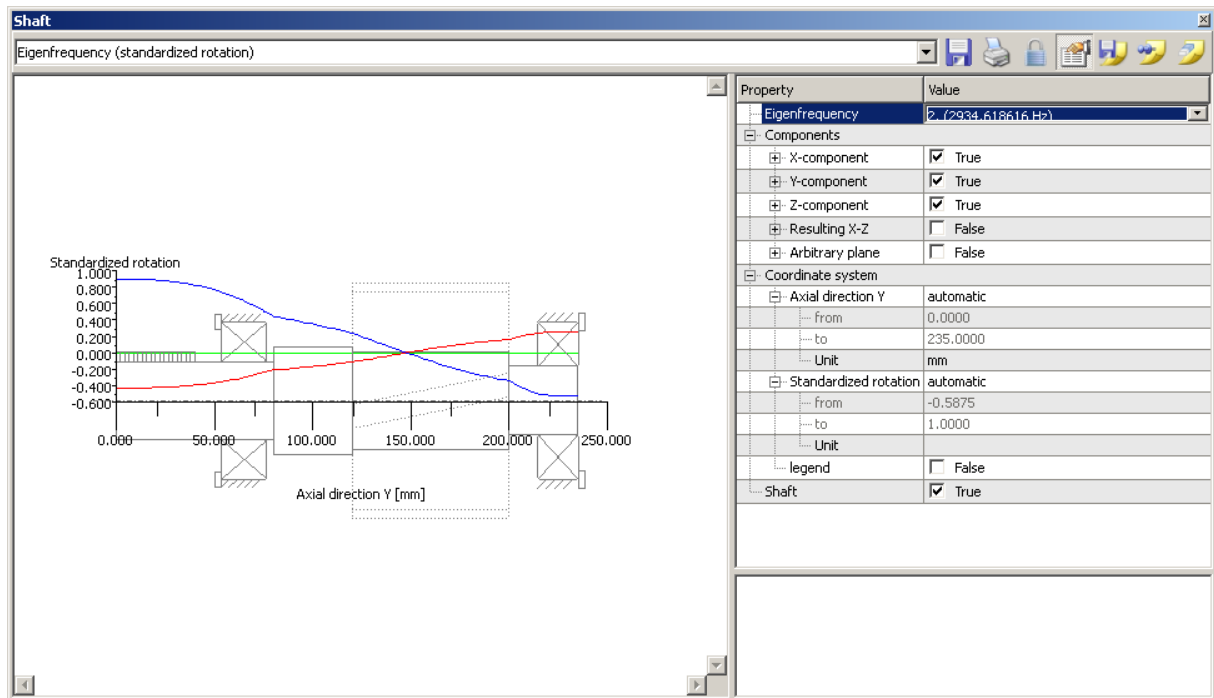 Shaft
Eigenfrequency (standardized rotation)
Property Value
Eigenfrequency 2. (2934.618616 Hz)
Components
X-component True
Y-component True
Z-component True
Resulting X-Z False
Arbitrary plane False
Coordinate system
Axial direction Y automatic
from 0.0000
to 235.0000
Unit mm
Standardized rotation automatic
from -0.5875
to 1.0000
Unit
legend False
Shaft True
Standardized rotation
1.000
0.800
0.600
0.400
0.200
0.000
-0.200
-0.400
-0.600
0.000 50.000 100.000 150.000 200.000 250.000
Axial direction Y [mm]